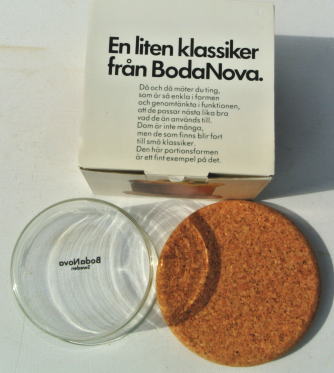 En liten klassiker
från BodaNova.
Då och då möter du ting,
som är så enkla i formen
och genomtänkta i funktionen,
att de passar nästa lika bra
vad de än används till.
Dom är inte många,
men de som finns blir fort
till små klassiker.
Den här portionsformen
är ett fint exempel på det.
BodaNova
Sweden